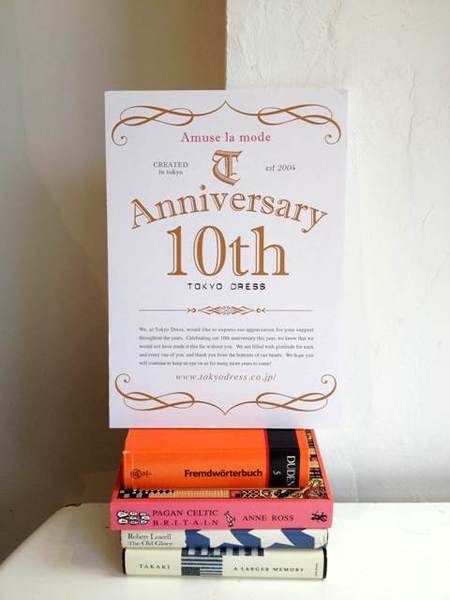 Amuse la mode
CREATED
in tokyo
T
est 2004
Anniversary
10th
TOKYO DRESS
We, at Tokyo Dress, would like to express our appreciation for your support
throughout the years. Celebrating our 10th anniversary this year, we know that we
would not have made it this far without you. We are filled with gratitude for each
and every one of you, and thank you from the bottoms of our hearts. We hope you
will continue to keep an eye on us for many more years to come!
www.tokyodress.co.jp/
Fremdwörterbuch
DUDEN
5
PAGAN CELTIC
BRITAIN
ANNE ROSS
Robert Lowell
The Old Glory
TAKAKI
A LARGER MEMORY